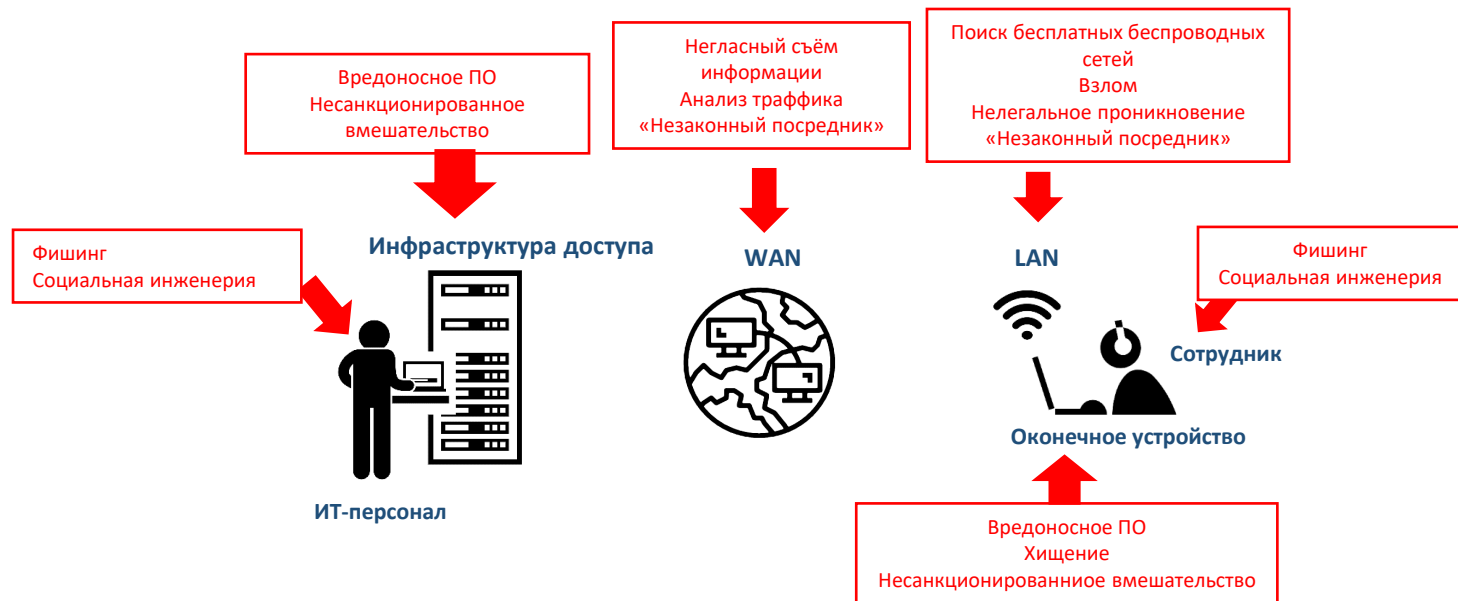 Вредоносное ПО
Несанкционированное
вмешательство
Негласный съём
информации
Анализ траффика
«Незаконный посредник»
Поиск бесплатных беспроводных
сетей
Взлом
Нелегальное проникновение
«Незаконный посредник»
Фишинг
Социальная инженерия
Инфраструктура доступа
WAN
LAN
Фишинг
Социальная инженерия
Сотрудник
Оконечное устройство
ИТ-персонал
Вредоносное ПО
Хищение
Несанкционированниое вмешательство